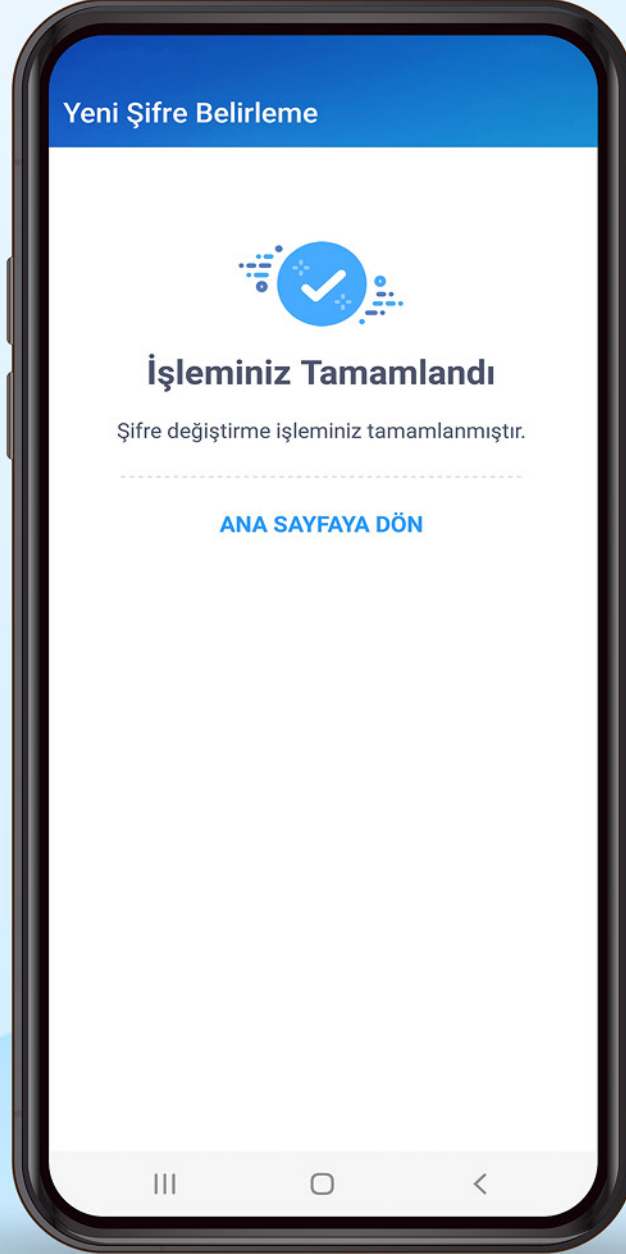 Yeni Şifre Belirleme
İşleminiz Tamamlandı
Şifre değiştirme işleminiz tamamlanmıştır.
ANA SAYFAYA DÖN